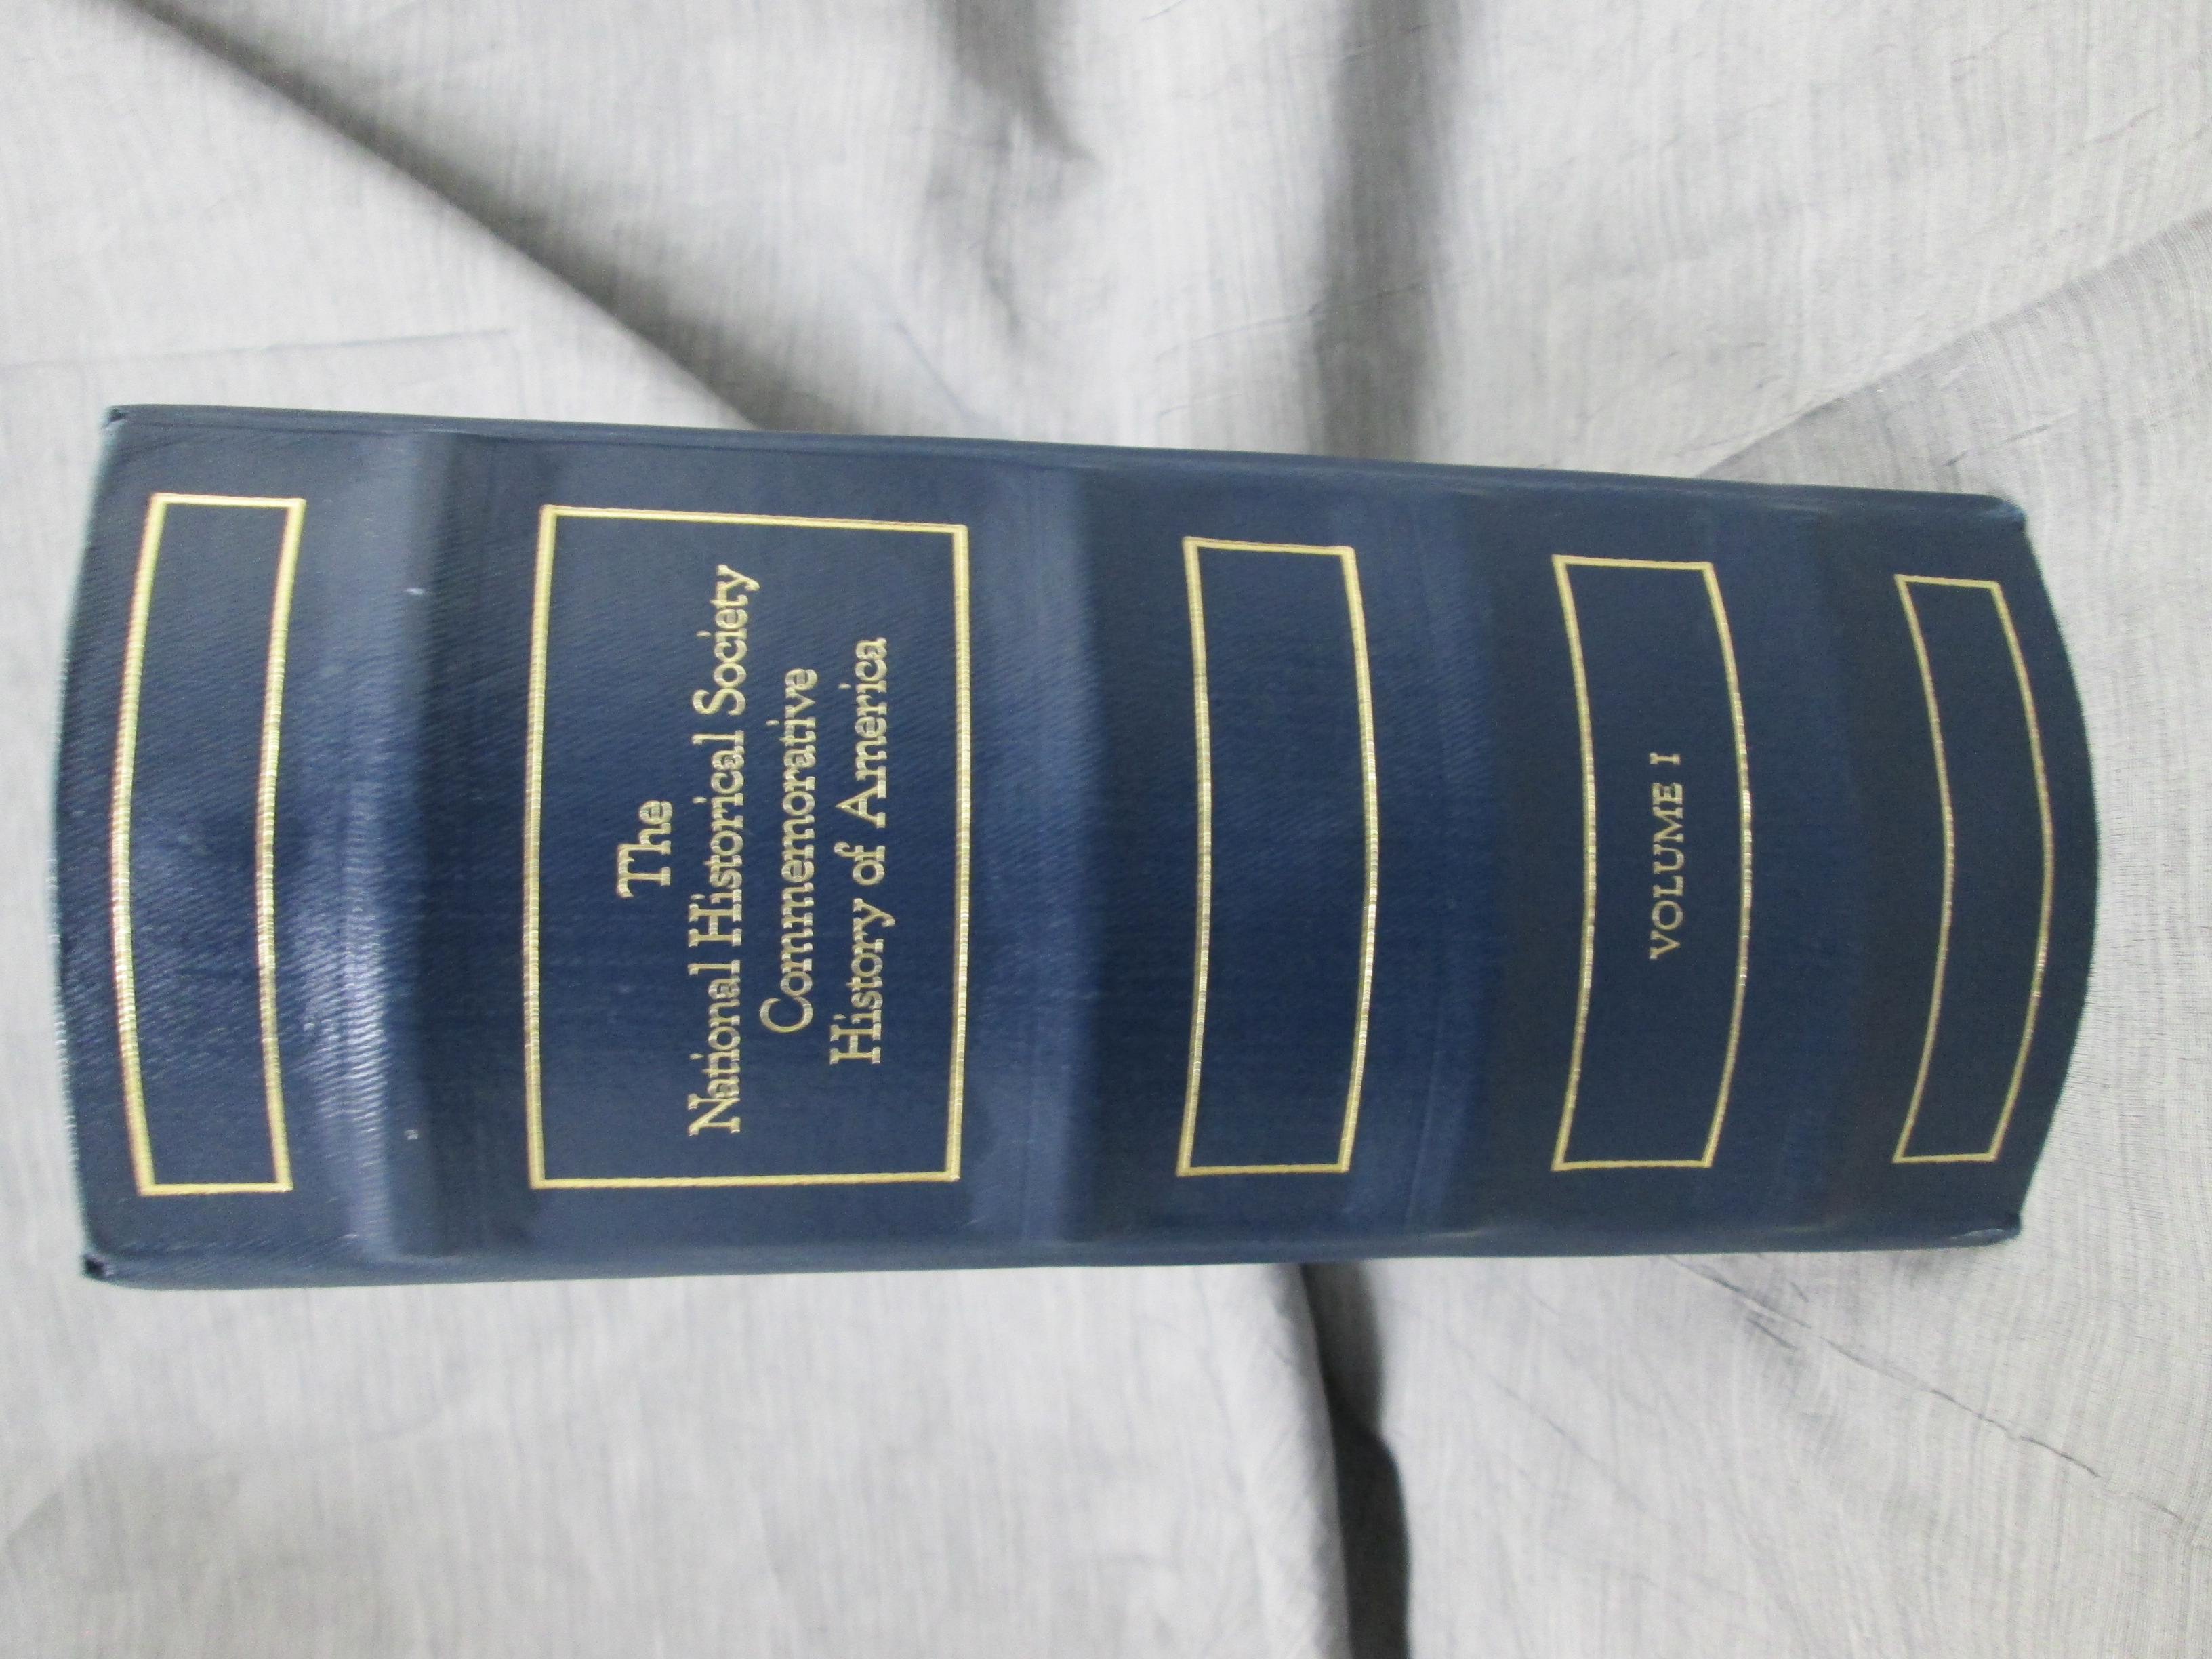 The
National Historical Society
Commemorative
History of America
VOLUME I